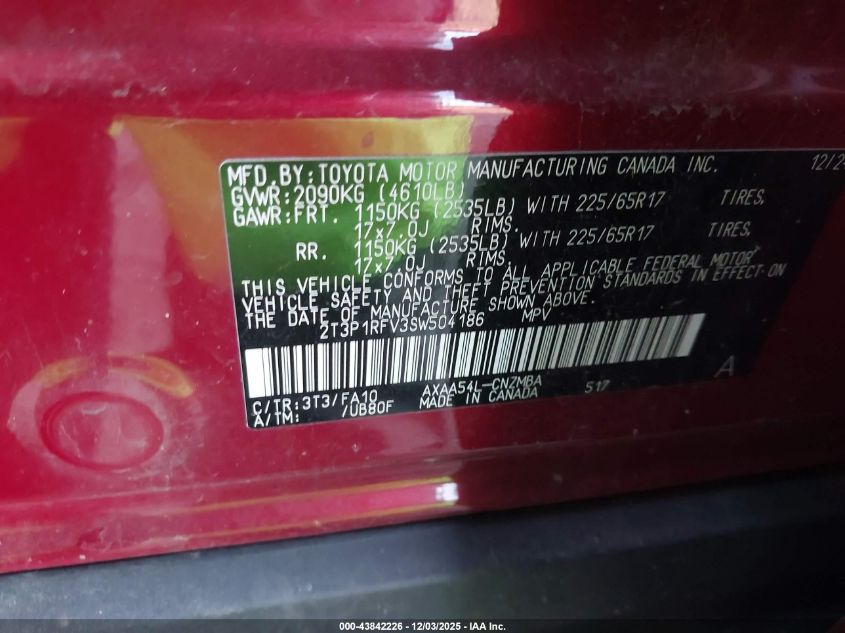 MFD.BY:TOYOTA MOTOR MANUFACTURING CANADA INC. 12/2
GVWR:2090KG (4610LB)
GAWR:FRT. 1150KG (2535LB) WITH 225/65R17 TIRES.
17x7.0J RIMS.
RR. 1150KG (2535LB) WITH 225/65R17 TIRES.
17x7.0J RIMS.
THIS VEHICLE CONFORMS TO ALL APPLICABLE FEDERAL MOTOR
VEHICLE SAFETY AND THEFT PREVENTION STANDARDS IN EFFECT ON
THE DATE OF MANUFACTURE SHOWN ABOVE.
2T3P1RFV3SW504186 MPV
A
C/TR:3T3/FA10 AXAA54L-CNZMBA 517
A/TM: /UB80F MADE IN CANADA
000-43842226 - 12/03/2025 - IAA Inc.